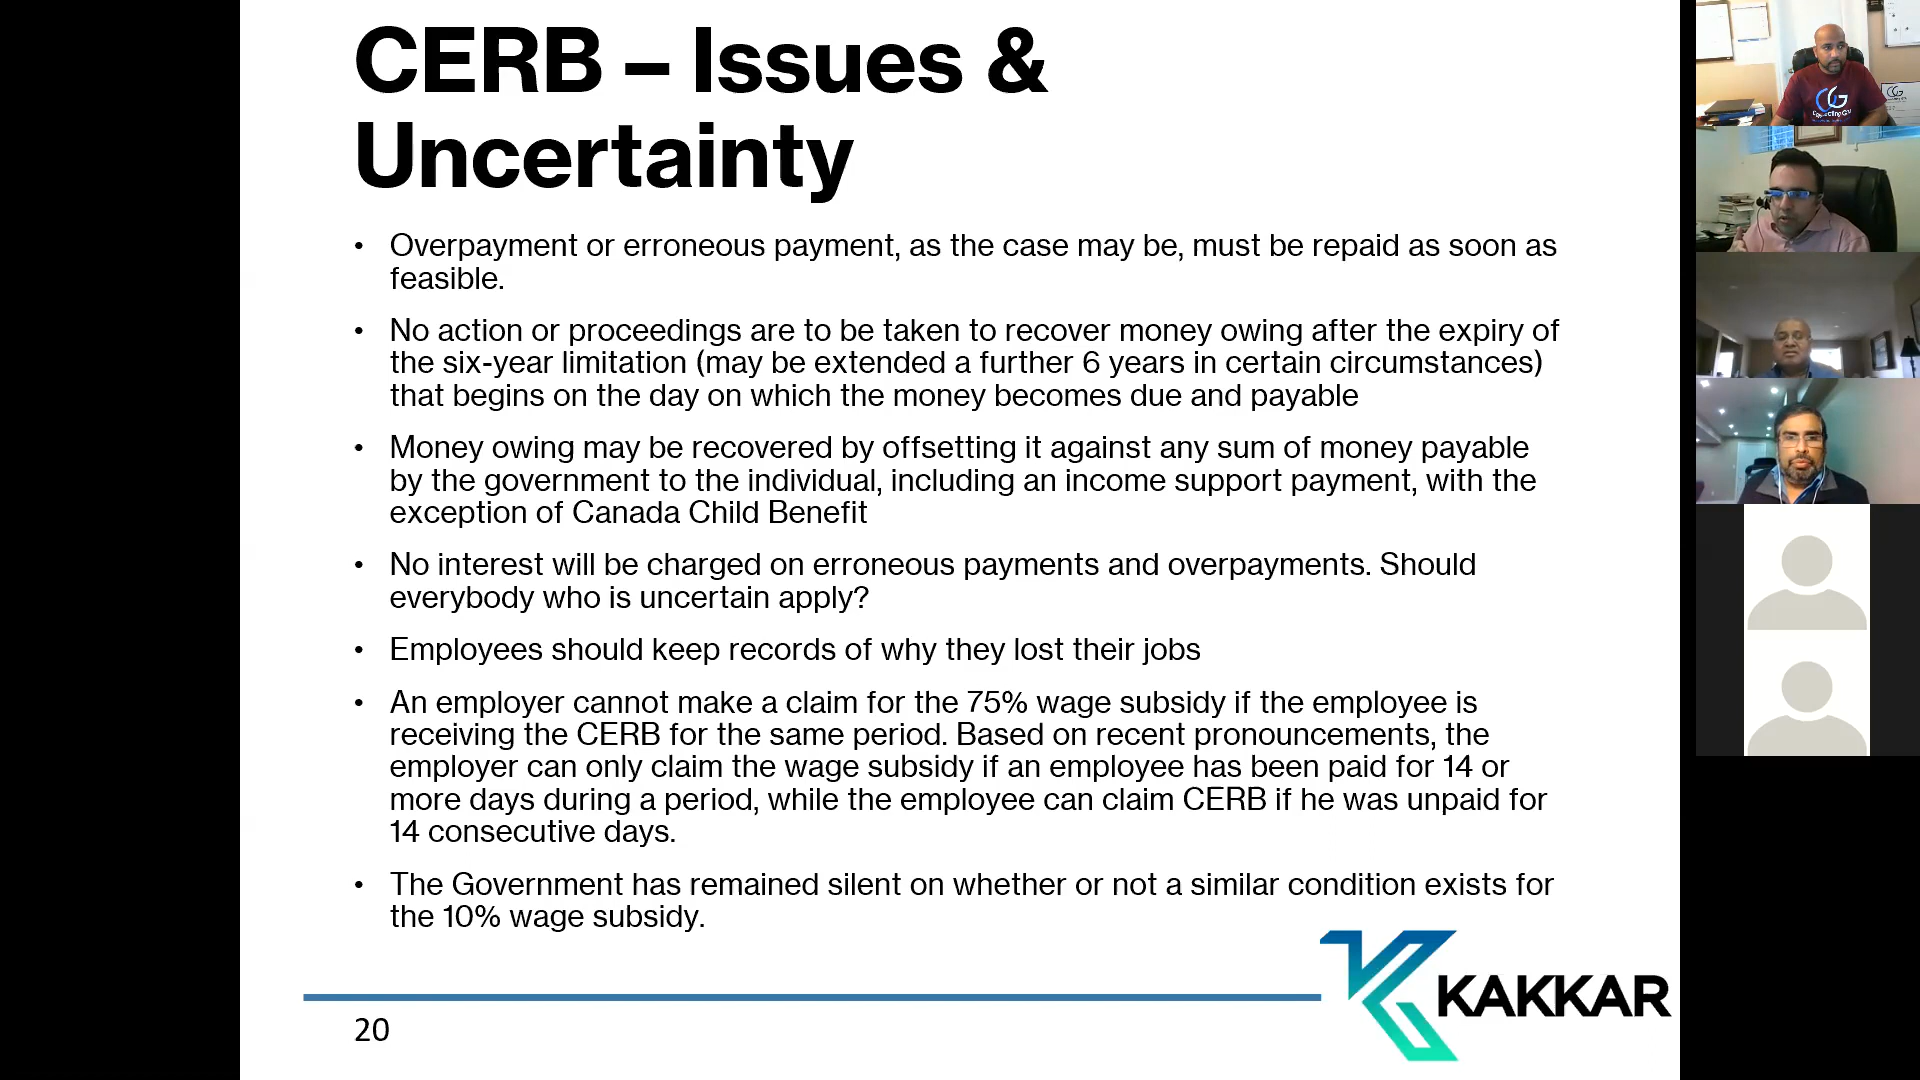 CERB – Issues &
Uncertainty
• Overpayment or erroneous payment, as the case may be, must be repaid as soon as
feasible.
• No action or proceedings are to be taken to recover money owing after the expiry of
the six-year limitation (may be extended a further 6 years in certain circumstances)
that begins on the day on which the money becomes due and payable
• Money owing may be recovered by offsetting it against any sum of money payable
by the government to the individual, including an income support payment, with the
exception of Canada Child Benefit
• No interest will be charged on erroneous payments and overpayments. Should
everybody who is uncertain apply?
• Employees should keep records of why they lost their jobs
• An employer cannot make a claim for the 75% wage subsidy if the employee is
receiving the CERB for the same period. Based on recent pronouncements, the
employer can only claim the wage subsidy if an employee has been paid for 14 or
more days during a period, while the employee can claim CERB if he was unpaid for
14 consecutive days.
• The Government has remained silent on whether or not a similar condition exists for
the 10% wage subsidy.
KAKKAR
20